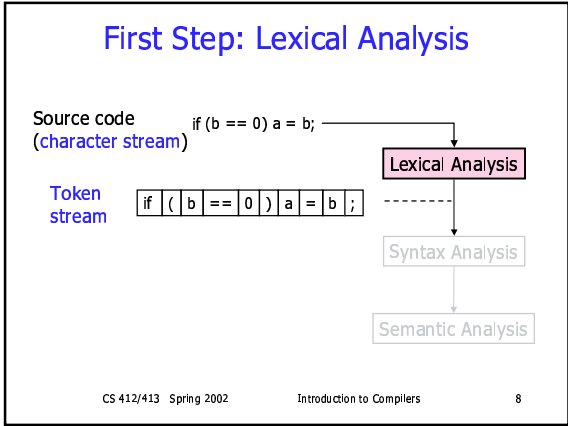 First Step: Lexical Analysis
Source code
(character stream)
if (b == 0) a = b;
Lexical Analysis
Token
stream
if ( b == 0 ) a = b ;
Syntax Analysis
Semantic Analysis
CS 412/413 Spring 2002 Introduction to Compilers 8